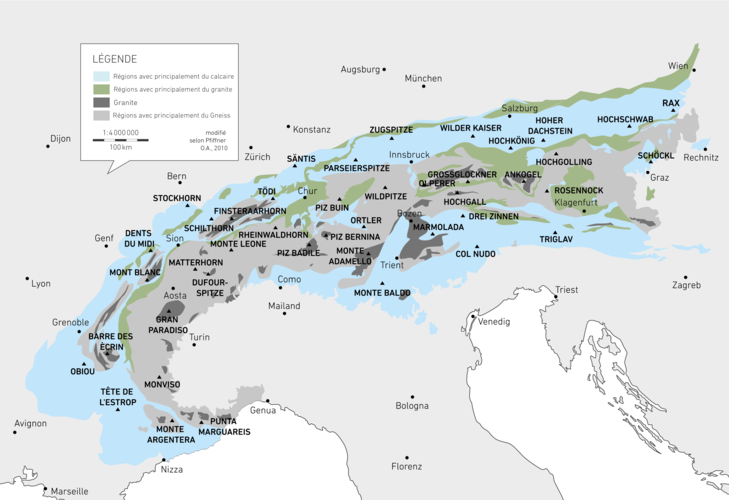 LÉGENDE
Régions avec principalement du calcaire
Régions avec principalement du granite
Granite
Régions avec principalement du Gneiss
1:4 000 000
100 km
modifié
selon Pfiffner
O.A., 2010
Wien
Augsburg
München
Salzburg
RAX
Dijon
Konstanz
ZUGSPITZE
WILDER KAISER
HOHER
DACHSTEIN
HOCHSCHWAB
Zürich
SÄNTIS
PARSEIERSPITZE
Innsbruck
HOCHKÖNIG
HOCHGOLLING
SCHÖCKL
Rechnitz
Bern
GROSSGLOCKNER
ANKOGEL
Graz
OLPERER
STOCKHORN
TÖDI
Chur
WILDPITZE
HOCHGALL
ROSENNOCK
PIZ BUIN
Klagenfurt
FINSTERAARHORN
ORTLER
Bozen
DREI ZINNEN
SCHILTHORN
RHEINWALDHORN
MARMOLADA
DENTS
DU MIDI
Genf
Sion
MONTE LEONE
PIZ BERNINA
TRIGLAV
PIZ BADILE
MONTE
ADAMELLO
COL NUDO
MATTERHORN
Trient
MONT BLANC
DUFOUR-
SPITZE
Lyon
Como
Zagreb
MONTE BALDO
Triest
Aosta
Mailand
Venedig
GRAN
PARADISO
Grenoble
BARRE DES
ÉCRIN
Turin
OBIOU
MONVISO
TÊTE DE
L'ESTROP
Genua
Bologna
Avignon
MONTE
ARGENTERA
PUNTA
MARGUAREIS
Nizza
Florenz
Marseille